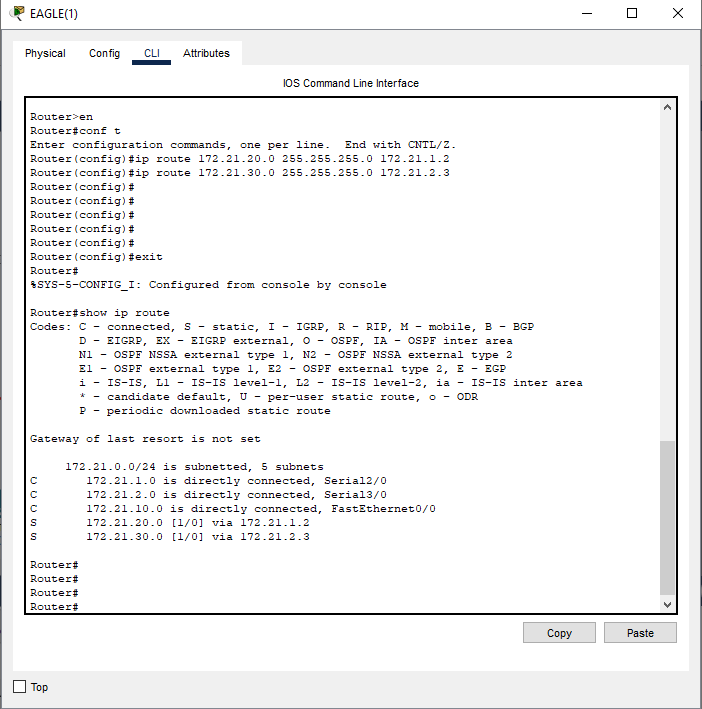 EAGLE(1)
Physical Config CLI Attributes
IOS Command Line Interface
Router>en
Router#conf t
Enter configuration commands, one per line.  End with CNTL/Z.
Router(config)#ip route 172.21.20.0 255.255.255.0 172.21.1.2
Router(config)#ip route 172.21.30.0 255.255.255.0 172.21.2.3
Router(config)#
Router(config)#
Router(config)#
Router(config)#
Router(config)#
Router(config)#exit
Router#
%SYS-5-CONFIG_I: Configured from console by console
Router#show ip route
Codes: C - connected, S - static, I - IGRP, R - RIP, M - mobile, B - BGP
       D - EIGRP, EX - EIGRP external, O - OSPF, IA - OSPF inter area
       N1 - OSPF NSSA external type 1, N2 - OSPF NSSA external type 2
       E1 - OSPF external type 1, E2 - OSPF external type 2, E - EGP
       i - IS-IS, L1 - IS-IS level-1, L2 - IS-IS level-2, ia - IS-IS inter area
       * - candidate default, U - per-user static route, o - ODR
       P - periodic downloaded static route
Gateway of last resort is not set
     172.21.0.0/24 is subnetted, 5 subnets
C       172.21.1.0 is directly connected, Serial2/0
C       172.21.2.0 is directly connected, Serial3/0
C       172.21.10.0 is directly connected, FastEthernet0/0
S       172.21.20.0 [1/0] via 172.21.1.2
S       172.21.30.0 [1/0] via 172.21.2.3
Router#
Router#
Router#
Router#
Copy Paste
Top